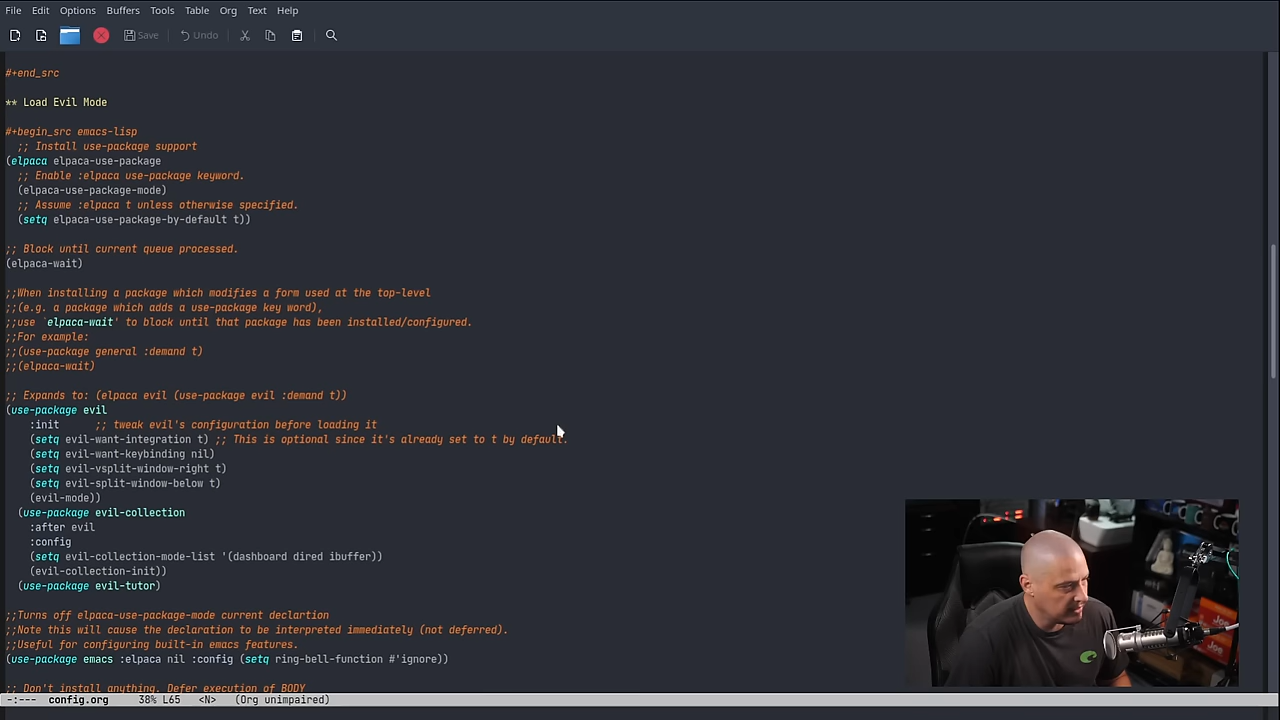 File Edit Options Buffers Tools Table Org Text Help
Save Undo
#+end_src
** Load Evil Mode
#+begin_src emacs-lisp
;; Install use-package support
(elpaca elpaca-use-package
;; Enable :elpaca use-package keyword.
(elpaca-use-package-mode)
;; Assume :elpaca t unless otherwise specified.
(setq elpaca-use-package-by-default t))
;; Block until current queue processed.
(elpaca-wait)
;;When installing a package which modifies a form used at the top-level
;;(e.g. a package which adds a use-package key word),
;;use `elpaca-wait' to block until that package has been installed/configured.
;;For example:
;;(use-package general :demand t)
;;(elpaca-wait)
;; Expands to: (elpaca evil (use-package evil :demand t))
(use-package evil
:init ;; tweak evil's configuration before loading it
(setq evil-want-integration t) ;; This is optional since it's already set to t by default.
(setq evil-want-keybinding nil)
(setq evil-vsplit-window-right t)
(setq evil-split-window-below t)
(evil-mode))
(use-package evil-collection
:after evil
:config
(setq evil-collection-mode-list '(dashboard dired ibuffer))
(evil-collection-init))
(use-package evil-tutor)
;;Turns off elpaca-use-package-mode current declartion
;;Note this will cause the declaration to be interpreted immediately (not deferred).
;;Useful for configuring built-in emacs features.
(use-package emacs :elpaca nil :config (setq ring-bell-function #'ignore))
;; Don't install anything. Defer execution of BODY
-:--- config.org 38% L65 <N> (Org unimpaired)